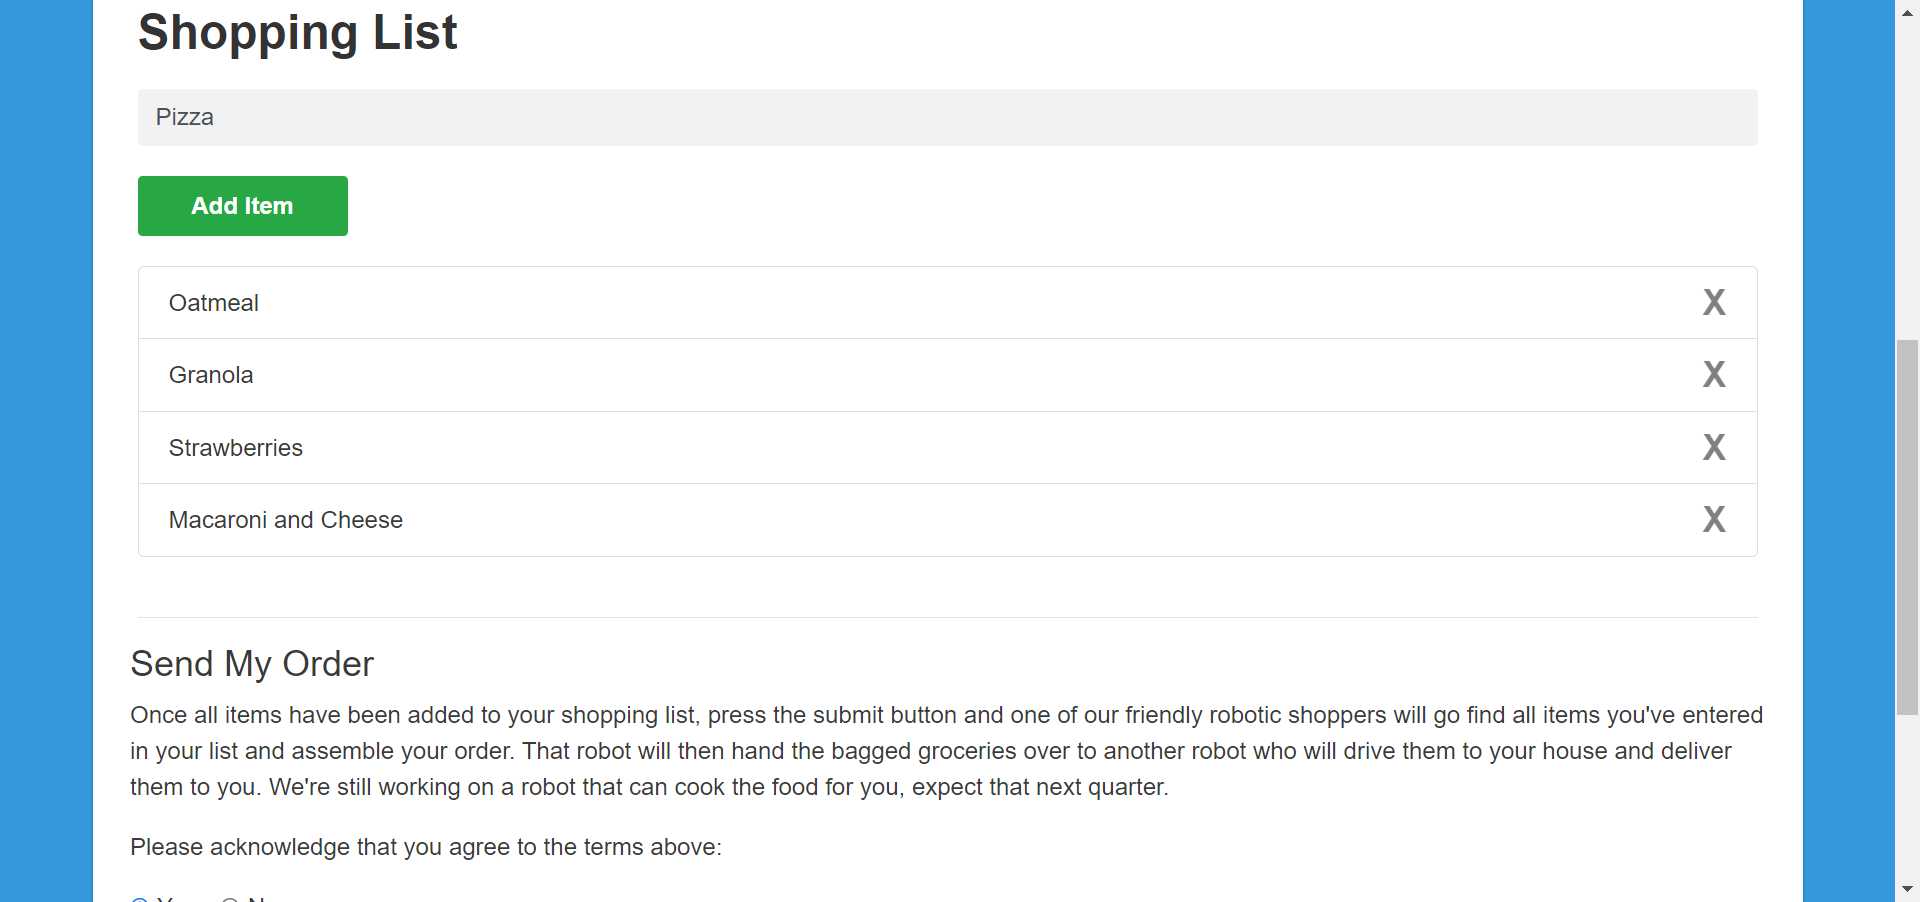 Shopping List
Pizza
Add Item
Oatmeal X
Granola X
Strawberries X
Macaroni and Cheese X
Send My Order
Once all items have been added to your shopping list, press the submit button and one of our friendly robotic shoppers will go find all items you've entered
in your list and assemble your order. That robot will then hand the bagged groceries over to another robot who will drive them to your house and deliver
them to you. We're still working on a robot that can cook the food for you, expect that next quarter.
Please acknowledge that you agree to the terms above: